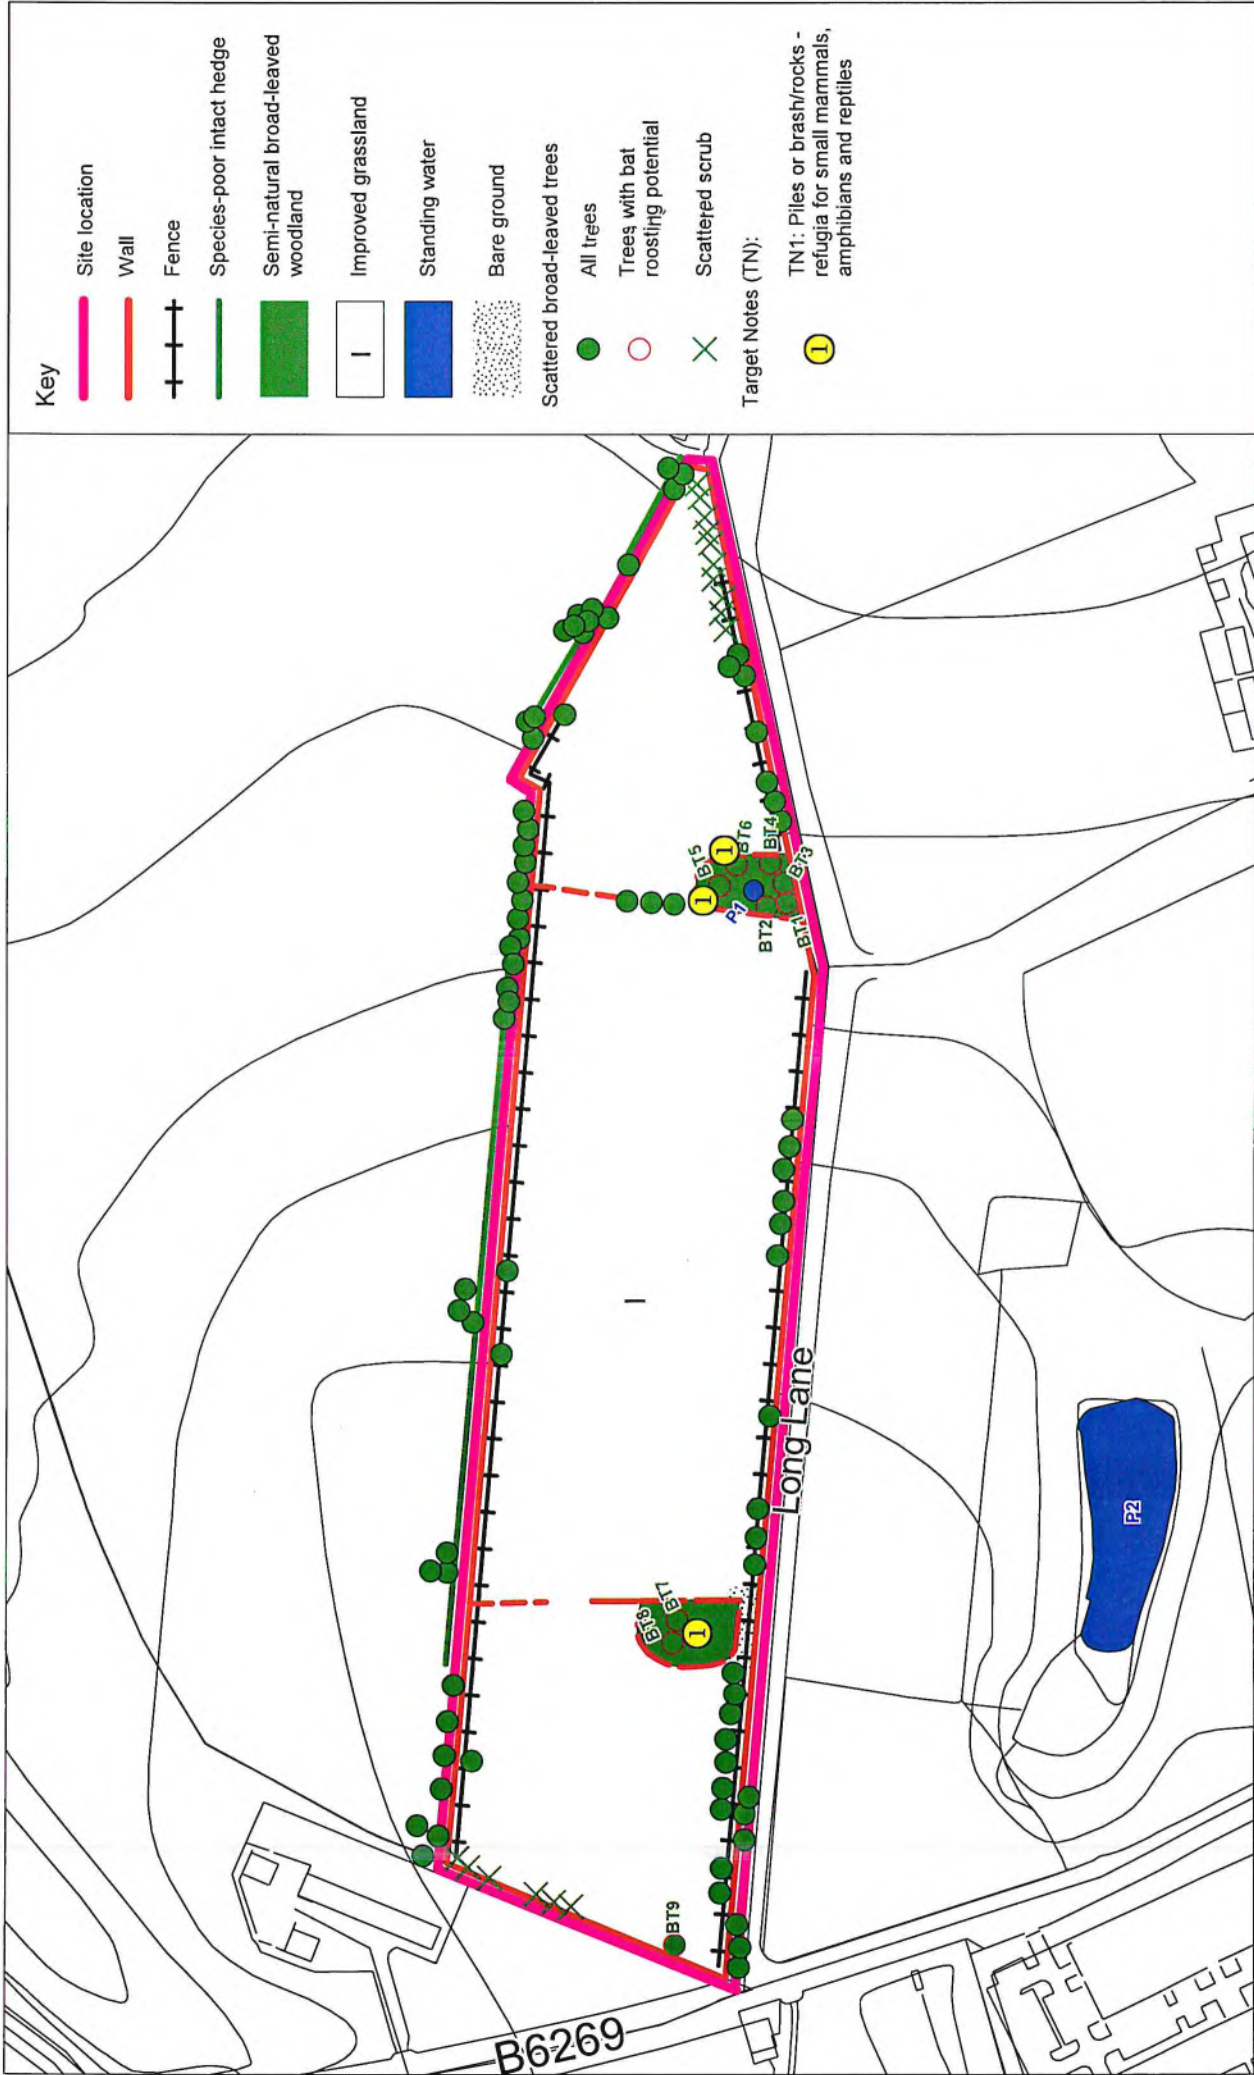 Key
Site location
Wall
Fence
Species-poor intact hedge
Semi-natural broad-leaved
woodland
I
Improved grassland
Standing water
Bare ground
Scattered broad-leaved trees
All trees
Trees with bat
roosting potential
Scattered scrub
Target Notes (TN):
1
TN1: Piles or brash/rocks -
refugia for small mammals,
amphibians and reptiles
B6269
BT9
BT8
BT7
1
I
Long Lane
P2
BT5
1
1
BT6
BT4
BT3
P1
BT2
BT1